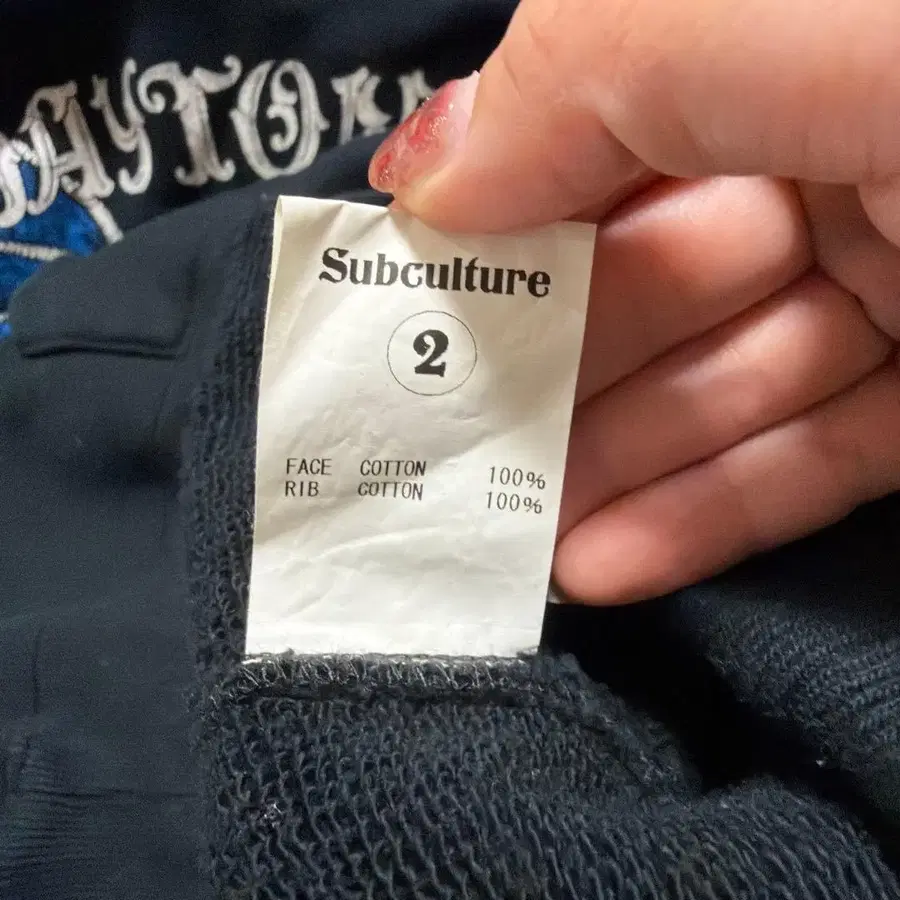 Subculture
2
FACE COTTON 100%
RIB COTTON 100%